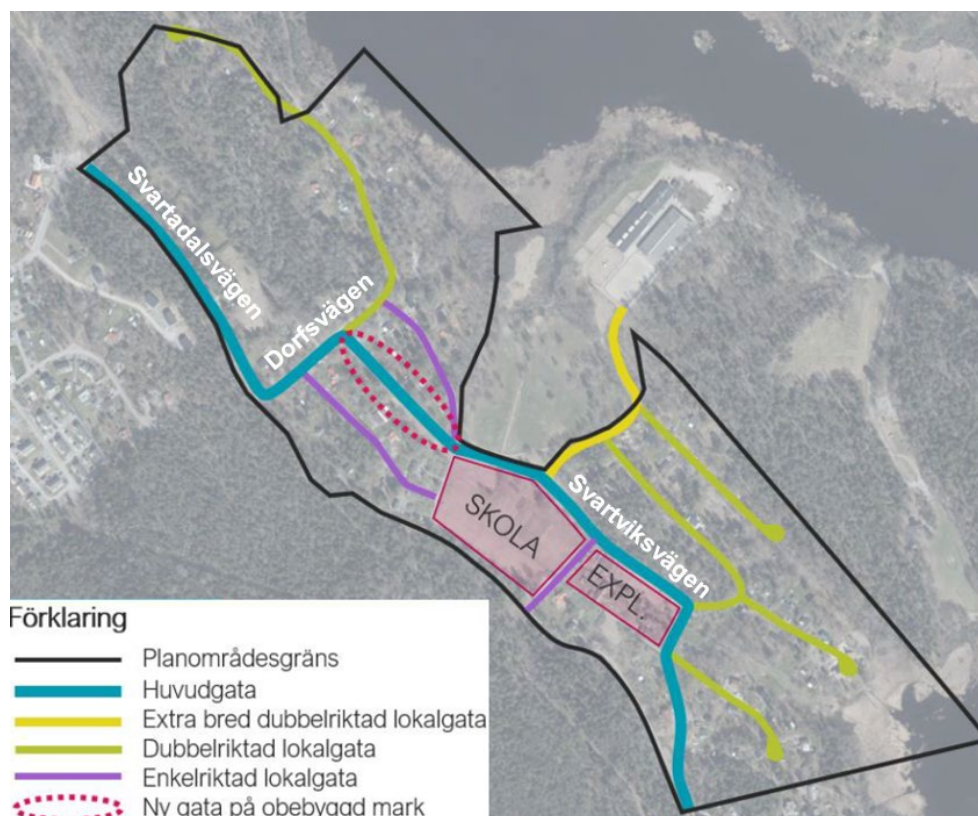 Svartadalsvägen
Dorfsvägen
SKOLA
Svartviksvägen
EXPL.
Förklaring
Planområdesgräns
Huvudgata
Extra bred dubbelriktad lokalgata
Dubbelriktad lokalgata
Enkelriktad lokalgata
Ny gata på obebyggd mark